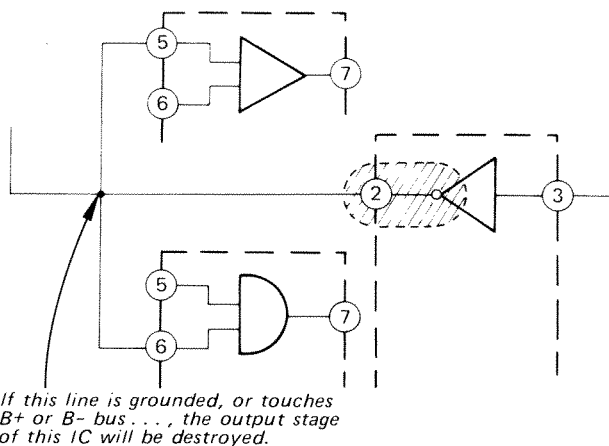 5
7
6
2
3
5
7
6
If this line is grounded, or touches
B+ or B- bus . . . , the output stage
of this IC will be destroyed.